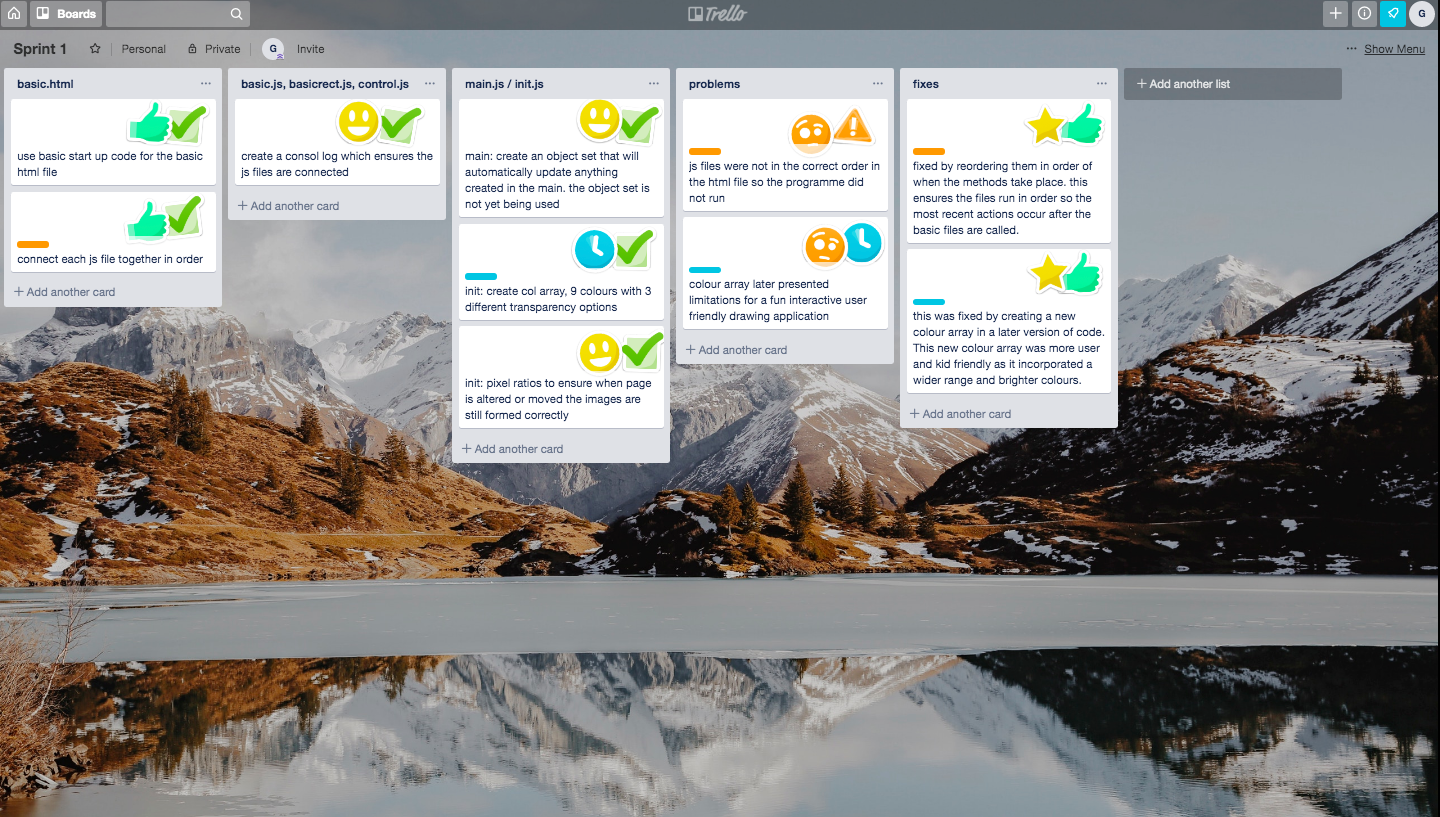 Boards
Trello
G
Sprint 1
Personal
Private
G
Invite
Show Menu
basic.html
use basic start up code for the basic
html file
connect each js file together in order
Add another card
basic.js, basicrect.js, control.js
create a consol log which ensures the
js files are connected
Add another card
main.js / init.js
main: create an object set that will
automatically update anything
created in the main. the object set is
not yet being used
init: create col array, 9 colours with 3
different transparency options
init: pixel ratios to ensure when page
is altered or moved the images are
still formed correctly
Add another card
problems
js files were not in the correct order in
the html file so the programme did
not run
colour array later presented
limitations for a fun interactive user
friendly drawing application
Add another card
fixes
fixed by reordering them in order of
when the methods take place. this
ensures the files run in order so the
most recent actions occur after the
basic files are called.
this was fixed by creating a new
colour array in a later version of code.
This new colour array was more user
and kid friendly as it incorporated a
wider range and brighter colours.
Add another card
Add another list